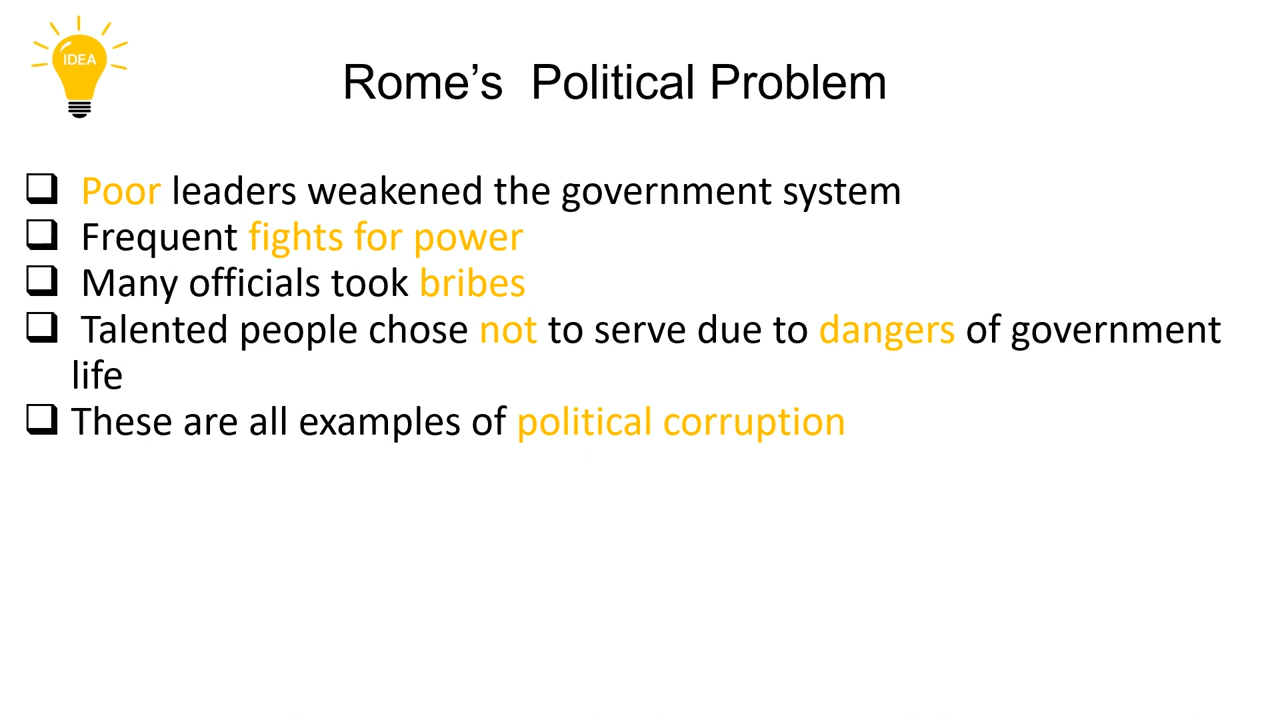 IDEA
Rome’s  Political Problem
❑ Poor leaders weakened the government system
❑ Frequent fights for power
❑ Many officials took bribes
❑ Talented people chose not to serve due to dangers of government
life
❑ These are all examples of political corruption